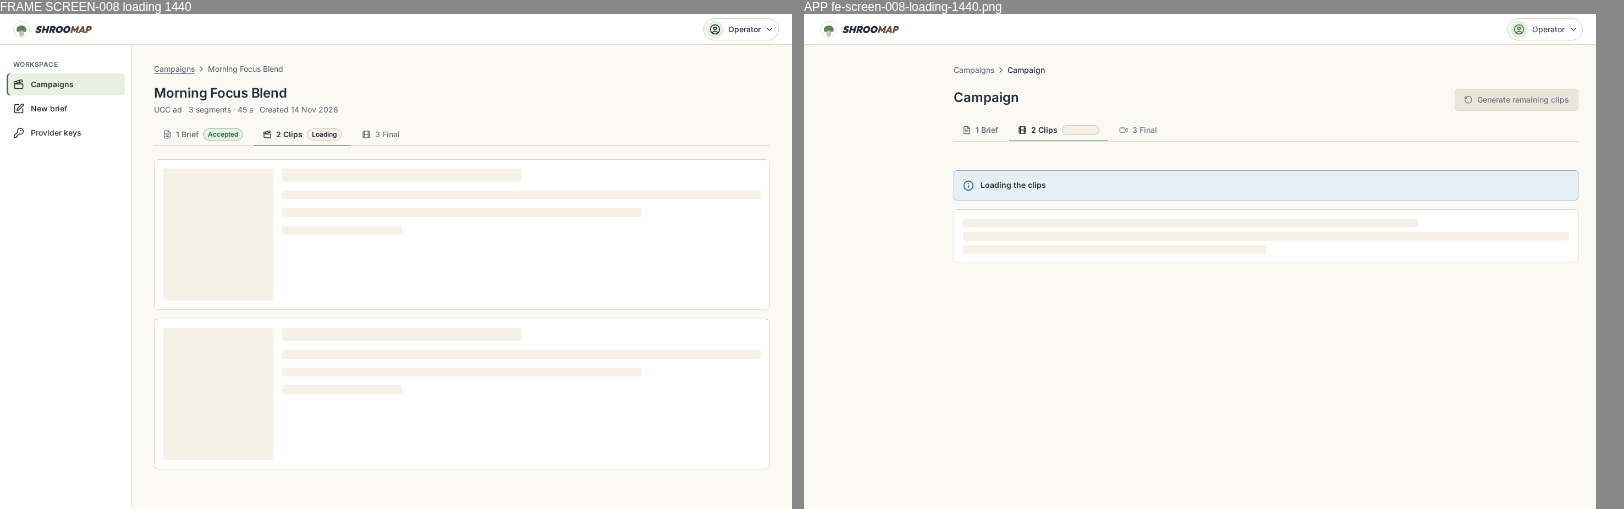 FRAME SCREEN-008 loading 1440
SHROOMAP
Operator
WORKSPACE
Campaigns
New brief
Provider keys
Campaigns > Morning Focus Blend
Morning Focus Blend
UGC ad 3 segments · 45 s Created 14 Nov 2026
1 Brief Accepted 2 Clips Loading 3 Final
APP fe-screen-008-loading-1440.png
SHROOMAP
Operator
Campaigns > Campaign
Campaign
Generate remaining clips
1 Brief 2 Clips 3 Final
Loading the clips